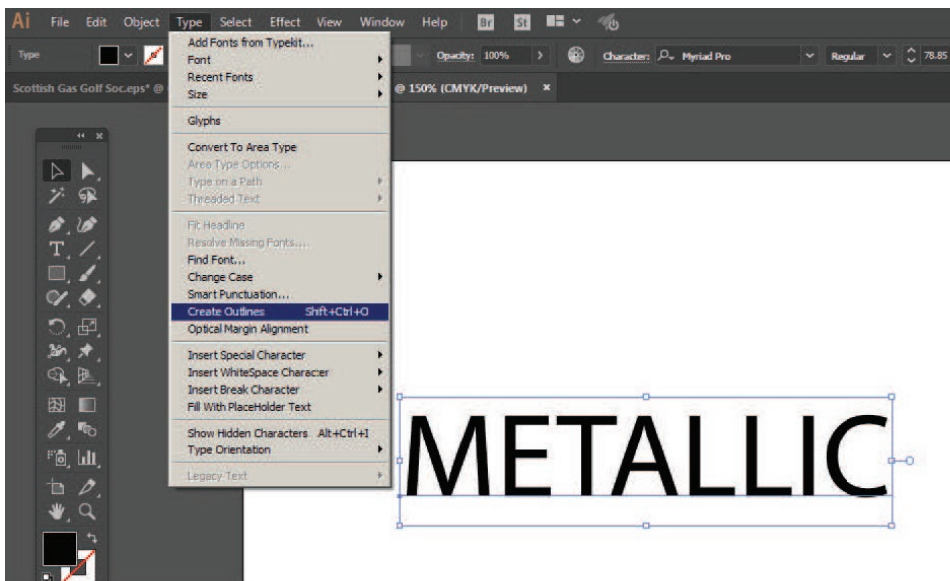 Ai File Edit Object Type Select Effect View Window Help Br St
Type Opacity: 100% Character: Myriad Pro Regular 78.85
Scottish Gas Golf Soc.eps* @ @ 150% (CMYK/Preview) ×
Add Fonts from Typekit...
Font
Recent Fonts
Size
Glyphs
Convert To Area Type
Area Type Options...
Type on a Path
Threaded Text
Fit Headline
Resolve Missing Fonts....
Find Font...
Change Case
Smart Punctuation...
Create Outlines Shift+Ctrl+O
Optical Margin Alignment
Insert Special Character
Insert WhiteSpace Character
Insert Break Character
Fill With PlaceHolder Text
Show Hidden Characters Alt+Ctrl+I
Type Orientation
Legacy Text
METALLIC